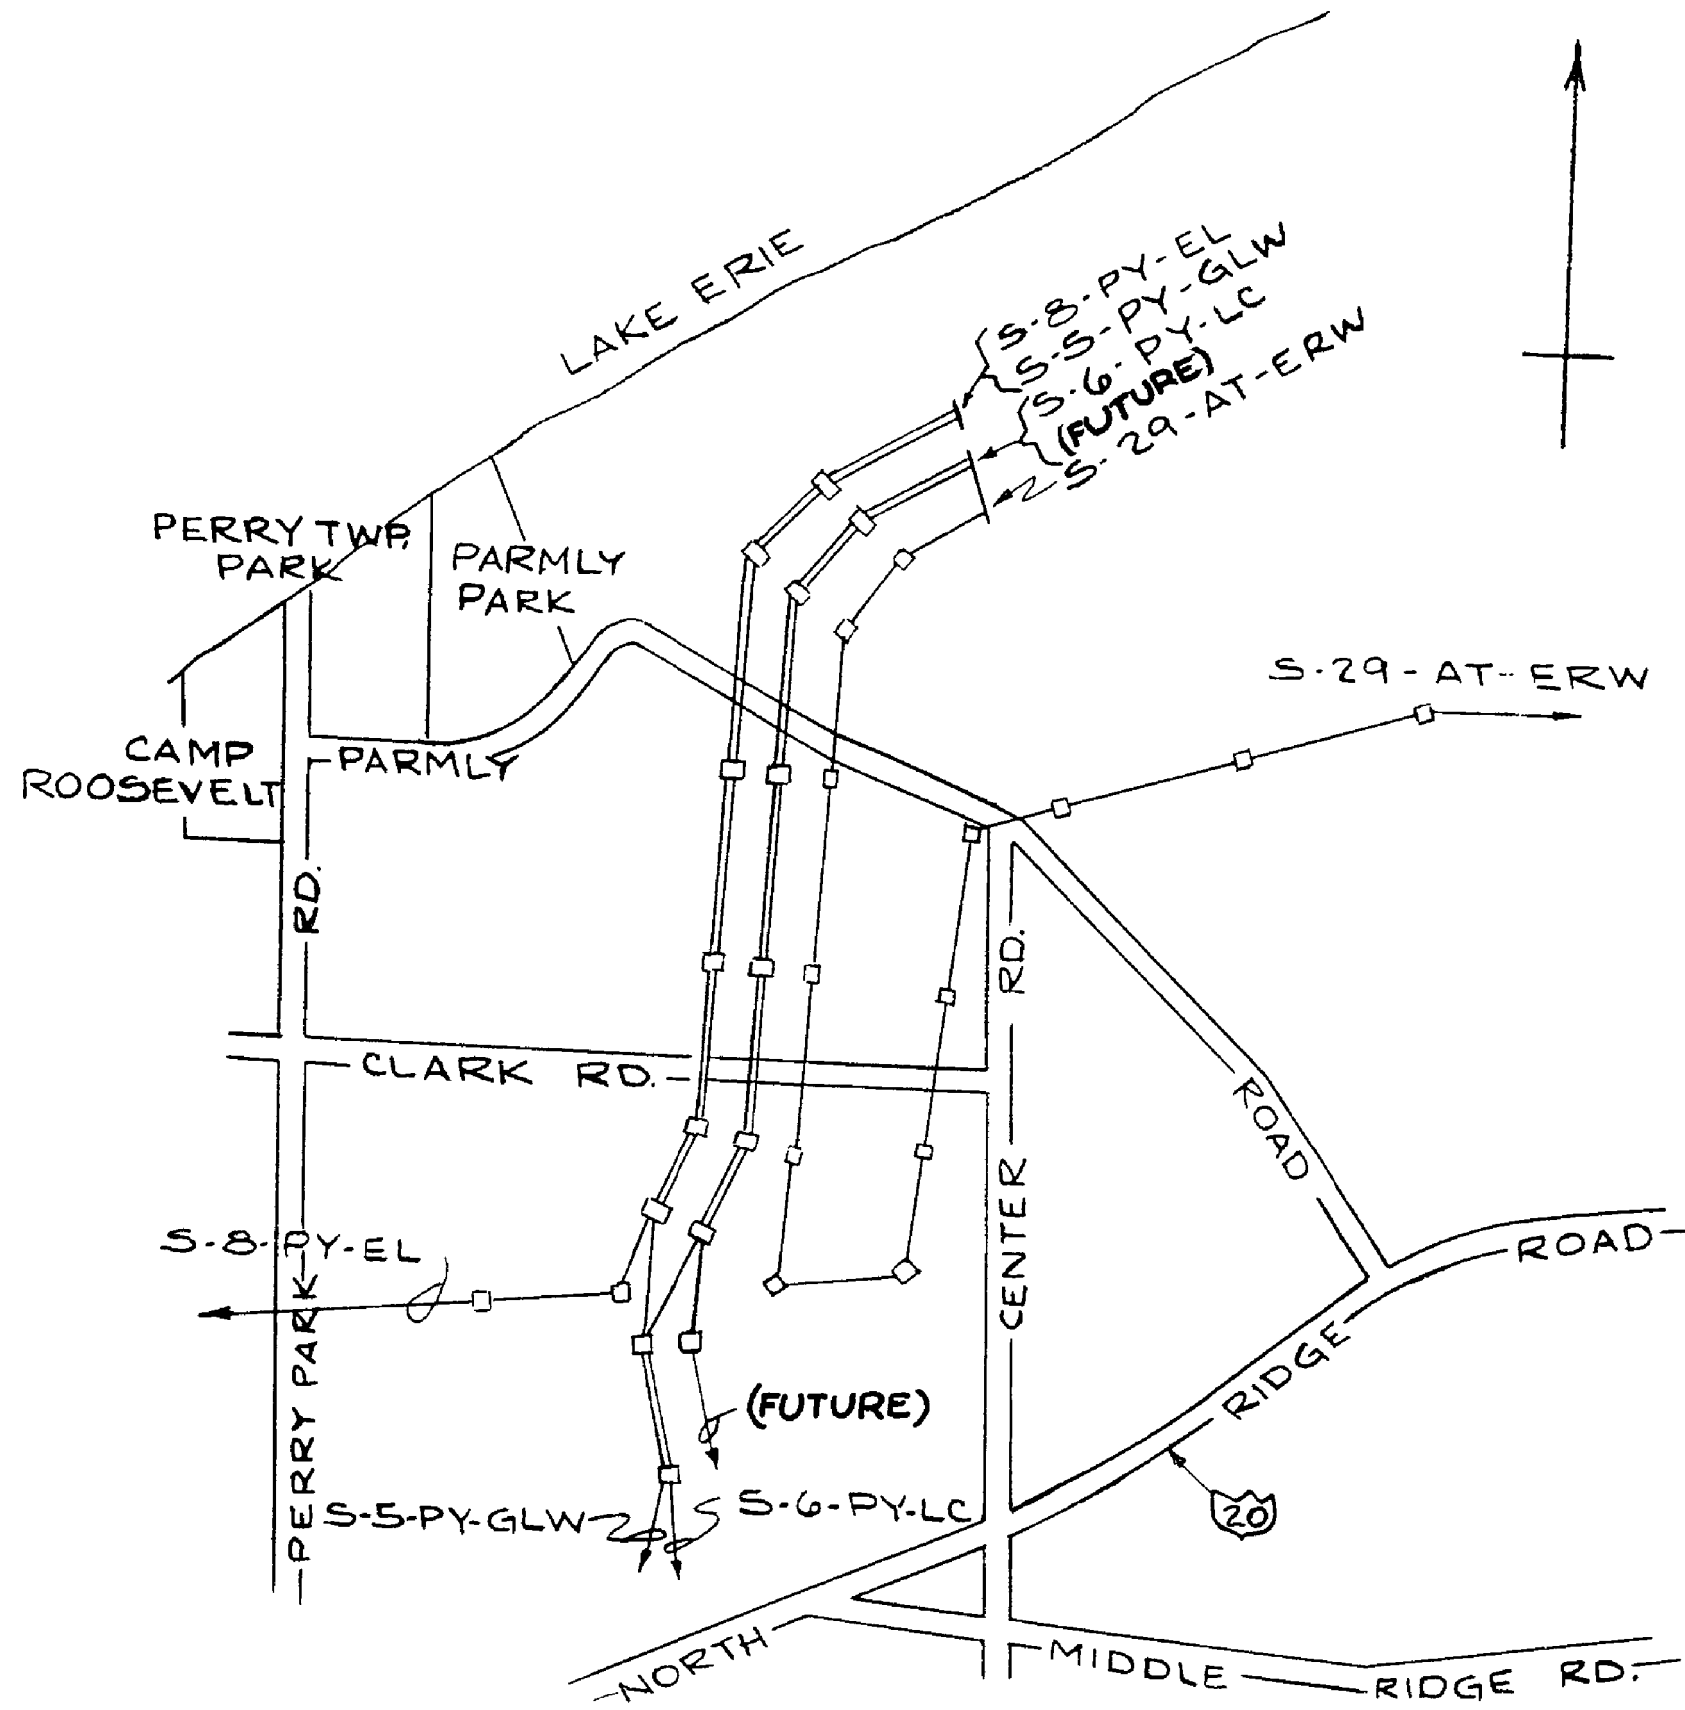 LAKE ERIE
S-8-PY-EL
S-5-PY-GLW
S-6-PY-LC
(FUTURE)
S-29-AT-ERW
PERRY TWP.
PARK
PARMLY
PARK
S-29-AT-ERW
CAMP
ROOSEVELT
PARMLY
RD.
RD.
CLARK RD.
ROAD
CENTER
S-8-PY-EL
ROAD
RIDGE
PERRY PARK
(FUTURE)
S-5-PY-GLW
S-6-PY-LC
20
NORTH
MIDDLE
RIDGE RD.